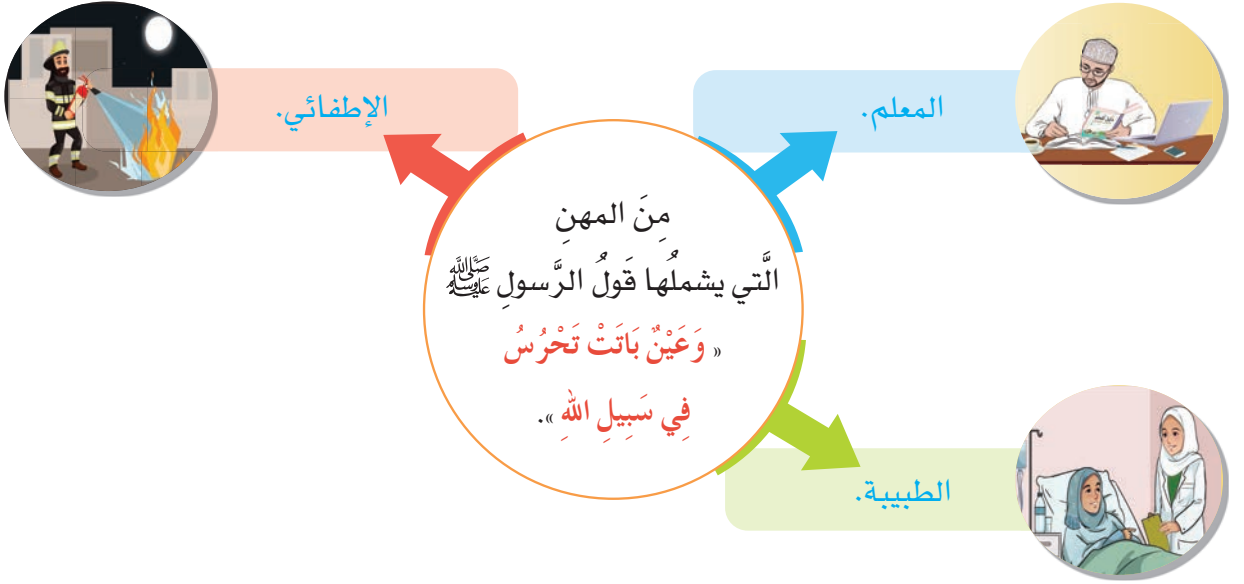 المعلم.
الإطفائي.
مِنَ المهنِ
الَّتي يشملُها قَولُ الرَّسولِ ﷺ
« وَعَيْنٌ بَاتَتْ تَحْرُسُ
فِي سَبِيلِ اللهِ ».
الطبيبة.